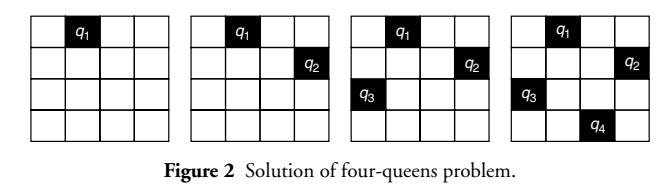 q1 q1 q1 q1
q2 q2 q2
q3 q3
q4
Figure 2 Solution of four-queens problem.